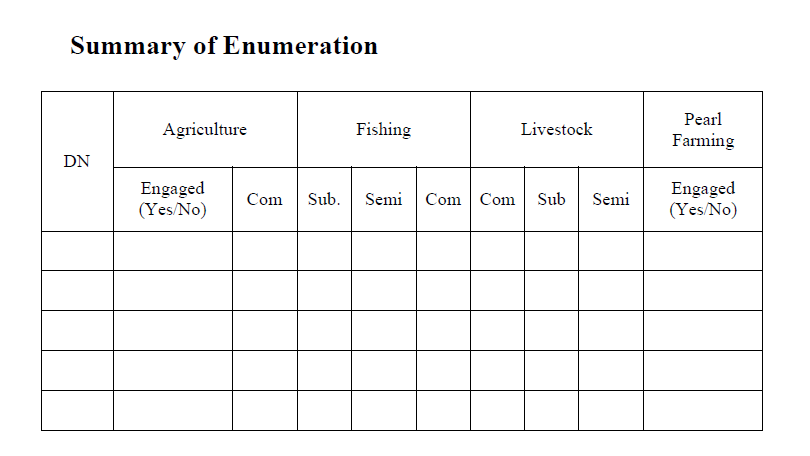 Summary of Enumeration
DN
Agriculture
Fishing
Livestock
Pearl
Farming
Engaged
(Yes/No)
Com
Sub.
Semi
Com
Com
Sub
Semi
Engaged
(Yes/No)